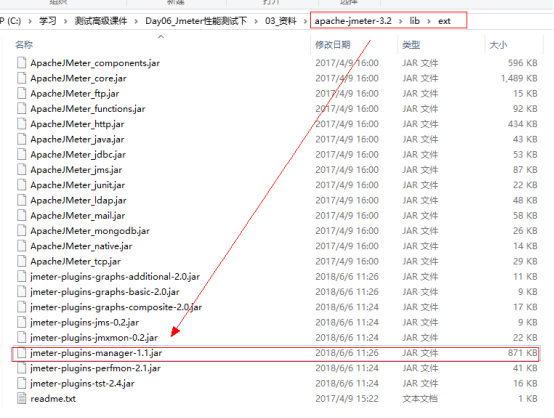 组织 新建 打开 选择
P (C:) › 学习 › 测试高级课件 › Day06_Jmeter性能测试下 › 03_资料 › apache-jmeter-3.2 › lib › ext
名称 修改日期 类型 大小
ApacheJMeter_components.jar 2017/4/9 16:00 JAR 文件 596 KB
ApacheJMeter_core.jar 2017/4/9 16:00 JAR 文件 1,489 KB
ApacheJMeter_ftp.jar 2017/4/9 16:00 JAR 文件 15 KB
ApacheJMeter_functions.jar 2017/4/9 16:00 JAR 文件 92 KB
ApacheJMeter_http.jar 2017/4/9 16:00 JAR 文件 434 KB
ApacheJMeter_java.jar 2017/4/9 16:00 JAR 文件 43 KB
ApacheJMeter_jdbc.jar 2017/4/9 16:00 JAR 文件 53 KB
ApacheJMeter_jms.jar 2017/4/9 16:00 JAR 文件 87 KB
ApacheJMeter_junit.jar 2017/4/9 16:00 JAR 文件 22 KB
ApacheJMeter_ldap.jar 2017/4/9 16:00 JAR 文件 48 KB
ApacheJMeter_mail.jar 2017/4/9 16:00 JAR 文件 58 KB
ApacheJMeter_mongodb.jar 2017/4/9 16:00 JAR 文件 26 KB
ApacheJMeter_native.jar 2017/4/9 16:00 JAR 文件 14 KB
ApacheJMeter_tcp.jar 2017/4/9 16:00 JAR 文件 29 KB
jmeter-plugins-graphs-additional-2.0.jar 2018/6/6 11:26 JAR 文件 11 KB
jmeter-plugins-graphs-basic-2.0.jar 2018/6/6 11:26 JAR 文件 9 KB
jmeter-plugins-graphs-composite-2.0.jar 2018/6/6 11:24 JAR 文件 17 KB
jmeter-plugins-jms-0.2.jar 2018/6/6 11:24 JAR 文件 9 KB
jmeter-plugins-jmxmon-0.2.jar 2018/6/6 11:24 JAR 文件 22 KB
jmeter-plugins-manager-1.1.jar 2018/6/6 11:26 JAR 文件 871 KB
jmeter-plugins-perfmon-2.1.jar 2018/6/6 11:24 JAR 文件 41 KB
jmeter-plugins-tst-2.4.jar 2018/6/6 11:24 JAR 文件 16 KB
readme.txt 2017/4/9 15:22 文本文档 1 KB